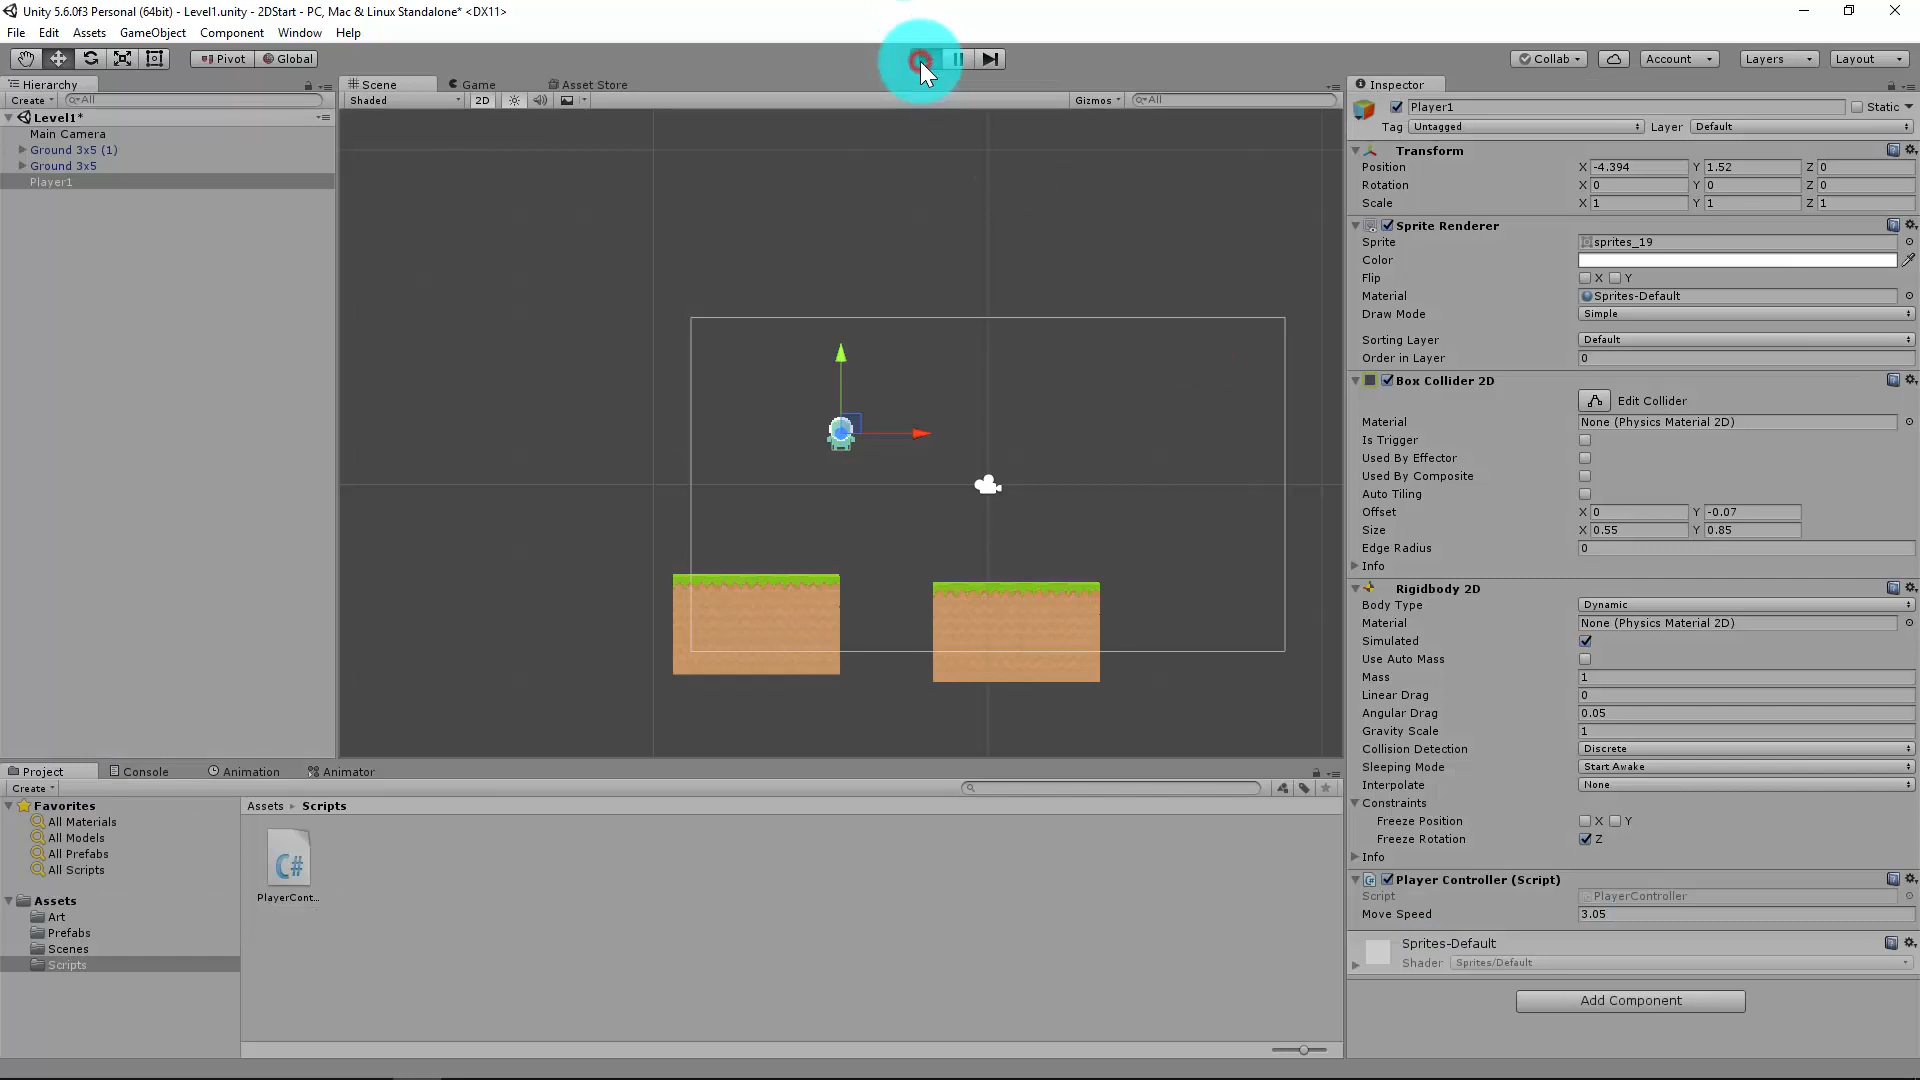 Unity 5.6.0f3 Personal (64bit) - Level1.unity - 2DStart - PC, Mac & Linux Standalone* <DX11>
File Edit Assets GameObject Component Window Help
Pivot Global Collab Account Layers Layout
Hierarchy
Create All
Level1*
Main Camera
Ground 3x5 (1)
Ground 3x5
Player1
Scene Game Asset Store
Shaded 2D Gizmos All
Inspector
Player1 Static
Tag Untagged Layer Default
Transform
Position X -4.394 Y 1.52 Z 0
Rotation X 0 Y 0 Z 0
Scale X 1 Y 1 Z 1
Sprite Renderer
Sprite sprites_19
Color
Flip X Y
Material Sprites-Default
Draw Mode Simple
Sorting Layer Default
Order in Layer 0
Box Collider 2D
Edit Collider
Material None (Physics Material 2D)
Is Trigger
Used By Effector
Used By Composite
Auto Tiling
Offset X 0 Y -0.07
Size X 0.55 Y 0.85
Edge Radius 0
Info
Rigidbody 2D
Body Type Dynamic
Material None (Physics Material 2D)
Simulated
Use Auto Mass
Mass 1
Linear Drag 0
Angular Drag 0.05
Gravity Scale 1
Collision Detection Discrete
Sleeping Mode Start Awake
Interpolate None
Constraints
Freeze Position X Y
Freeze Rotation Z
Info
Player Controller (Script)
Script PlayerController
Move Speed 3.05
Sprites-Default
Shader Sprites/Default
Add Component
Project Console Animation Animator
Create
Favorites
All Materials
All Models
All Prefabs
All Scripts
Assets
Art
Prefabs
Scenes
Scripts
Assets Scripts
C#
PlayerCont...